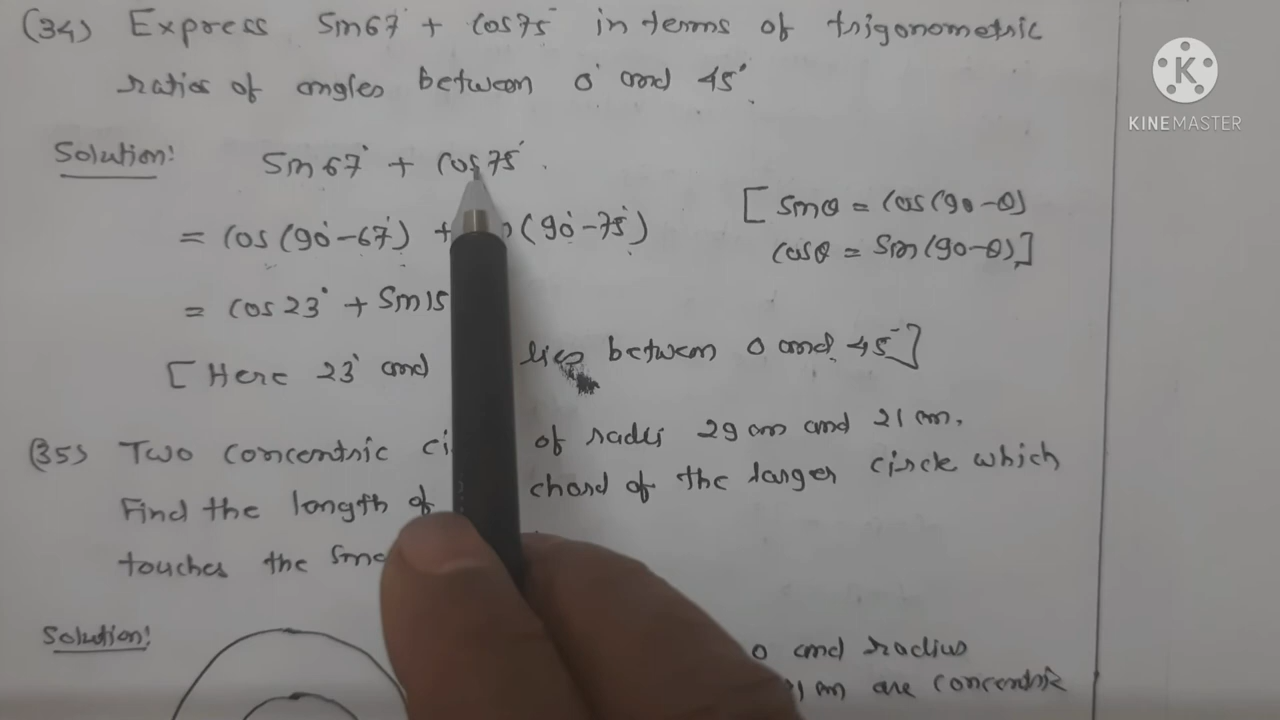 (34) Express Sin67° + Cos75° in terms of trigonometric
ratios of angles between 0° and 45°.
Solution: Sin67° + Cos75°.
= Cos(90°-67°) + (90°-75°)
[Sinθ = Cos(90-θ)
Cosθ = Sin(90-θ)]
= Cos23° + Sin15
[Here 23° and lies between 0 and 45°]
(35) Two concentric of radii 29cm and 21cm.
Find the length of chord of the larger circle which
touches the
Solution:
0 and radius
cm are concentric
KINEMASTER